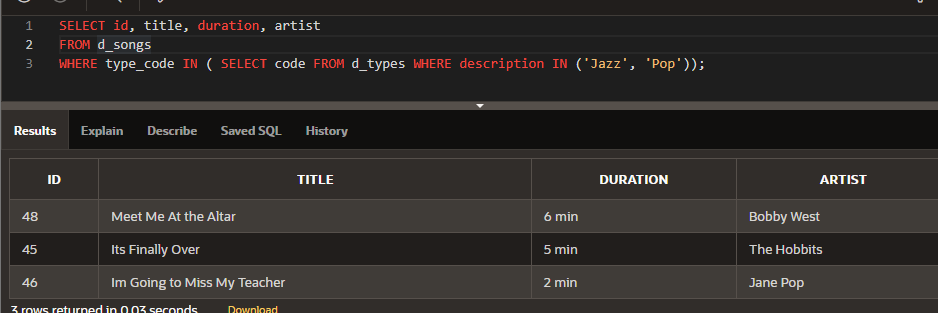 1 SELECT id, title, duration, artist
2 FROM d_songs
3 WHERE type_code IN ( SELECT code FROM d_types WHERE description IN ('Jazz', 'Pop'));
Results Explain Describe Saved SQL History
ID TITLE DURATION ARTIST
48 Meet Me At the Altar 6 min Bobby West
45 Its Finally Over 5 min The Hobbits
46 Im Going to Miss My Teacher 2 min Jane Pop
3 rows returned in 0.03 seconds Download